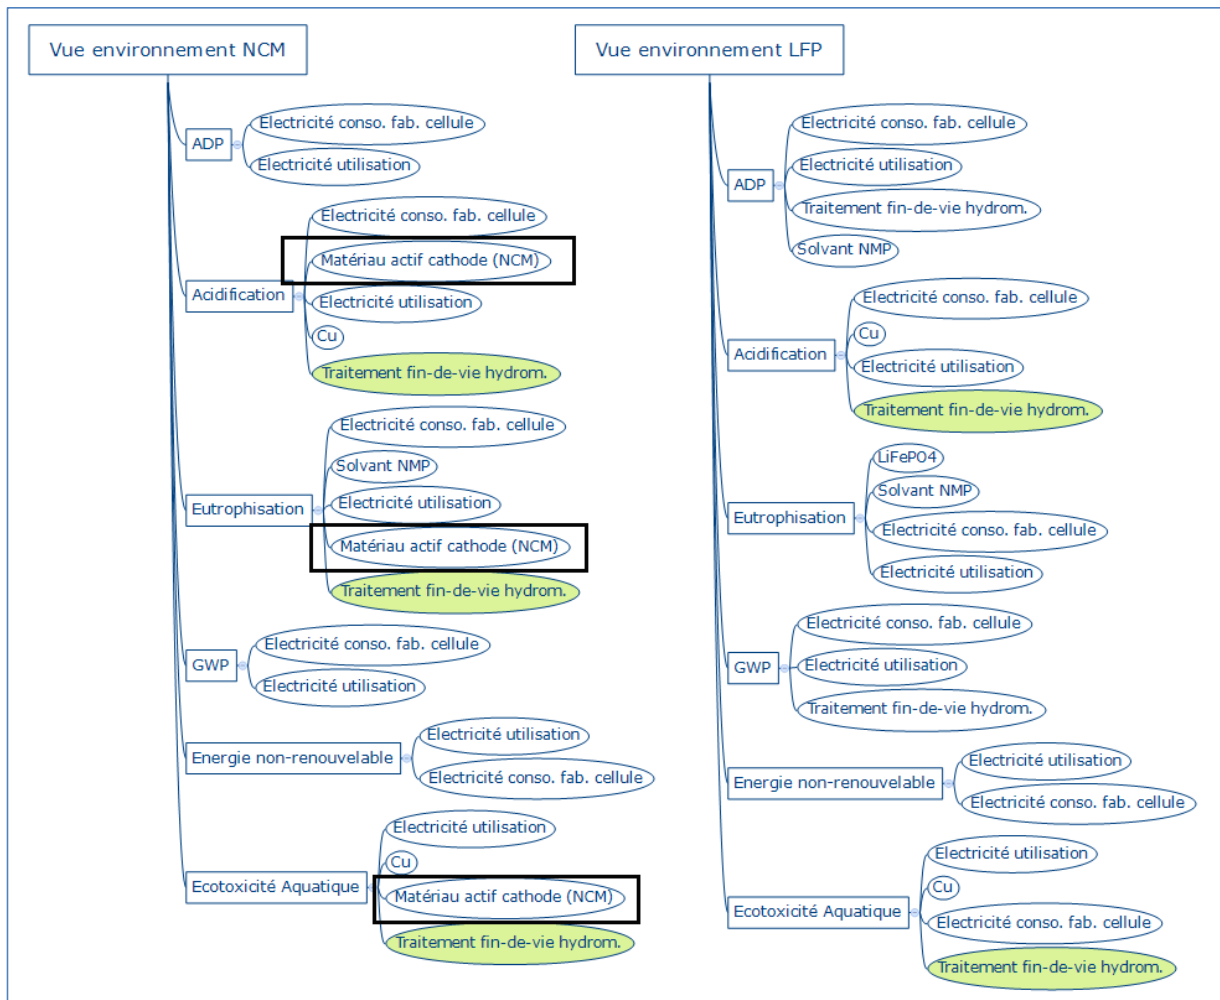 Vue environnement NCM
ADP
Electricité conso. fab. cellule
Electricité utilisation
Acidification
Electricité conso. fab. cellule
Matériau actif cathode (NCM)
Electricité utilisation
Cu
Traitement fin-de-vie hydrom.
Eutrophisation
Electricité conso. fab. cellule
Solvant NMP
Electricité utilisation
Matériau actif cathode (NCM)
Traitement fin-de-vie hydrom.
GWP
Electricité conso. fab. cellule
Electricité utilisation
Energie non-renouvelable
Electricité utilisation
Electricité conso. fab. cellule
Ecotoxicité Aquatique
Electricité utilisation
Cu
Matériau actif cathode (NCM)
Traitement fin-de-vie hydrom.
Vue environnement LFP
ADP
Electricité conso. fab. cellule
Electricité utilisation
Traitement fin-de-vie hydrom.
Solvant NMP
Acidification
Electricité conso. fab. cellule
Cu
Electricité utilisation
Traitement fin-de-vie hydrom.
Eutrophisation
LiFePO4
Solvant NMP
Electricité conso. fab. cellule
Electricité utilisation
GWP
Electricité conso. fab. cellule
Electricité utilisation
Traitement fin-de-vie hydrom.
Energie non-renouvelable
Electricité utilisation
Electricité conso. fab. cellule
Ecotoxicité Aquatique
Electricité utilisation
Cu
Electricité conso. fab. cellule
Traitement fin-de-vie hydrom.